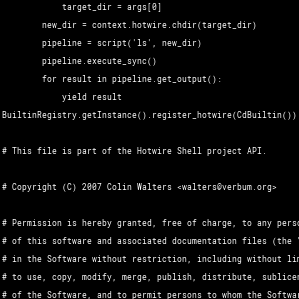 target_dir = args[0]
new_dir = context.hotwire.chdir(target_dir)
pipeline = script('ls', new_dir)
pipeline.execute_sync()
for result in pipeline.get_output():
yield result
BuiltinRegistry.getInstance().register_hotwire(CdBuiltin())
# This file is part of the Hotwire Shell project API.
# Copyright (C) 2007 Colin Walters <walters@verbum.org>
# Permission is hereby granted, free of charge, to any perso
# of this software and associated documentation files (the "
# in the Software without restriction, including without lim
# to use, copy, modify, merge, publish, distribute, sublicen
# of the Software, and to permit persons to whom the Softwar